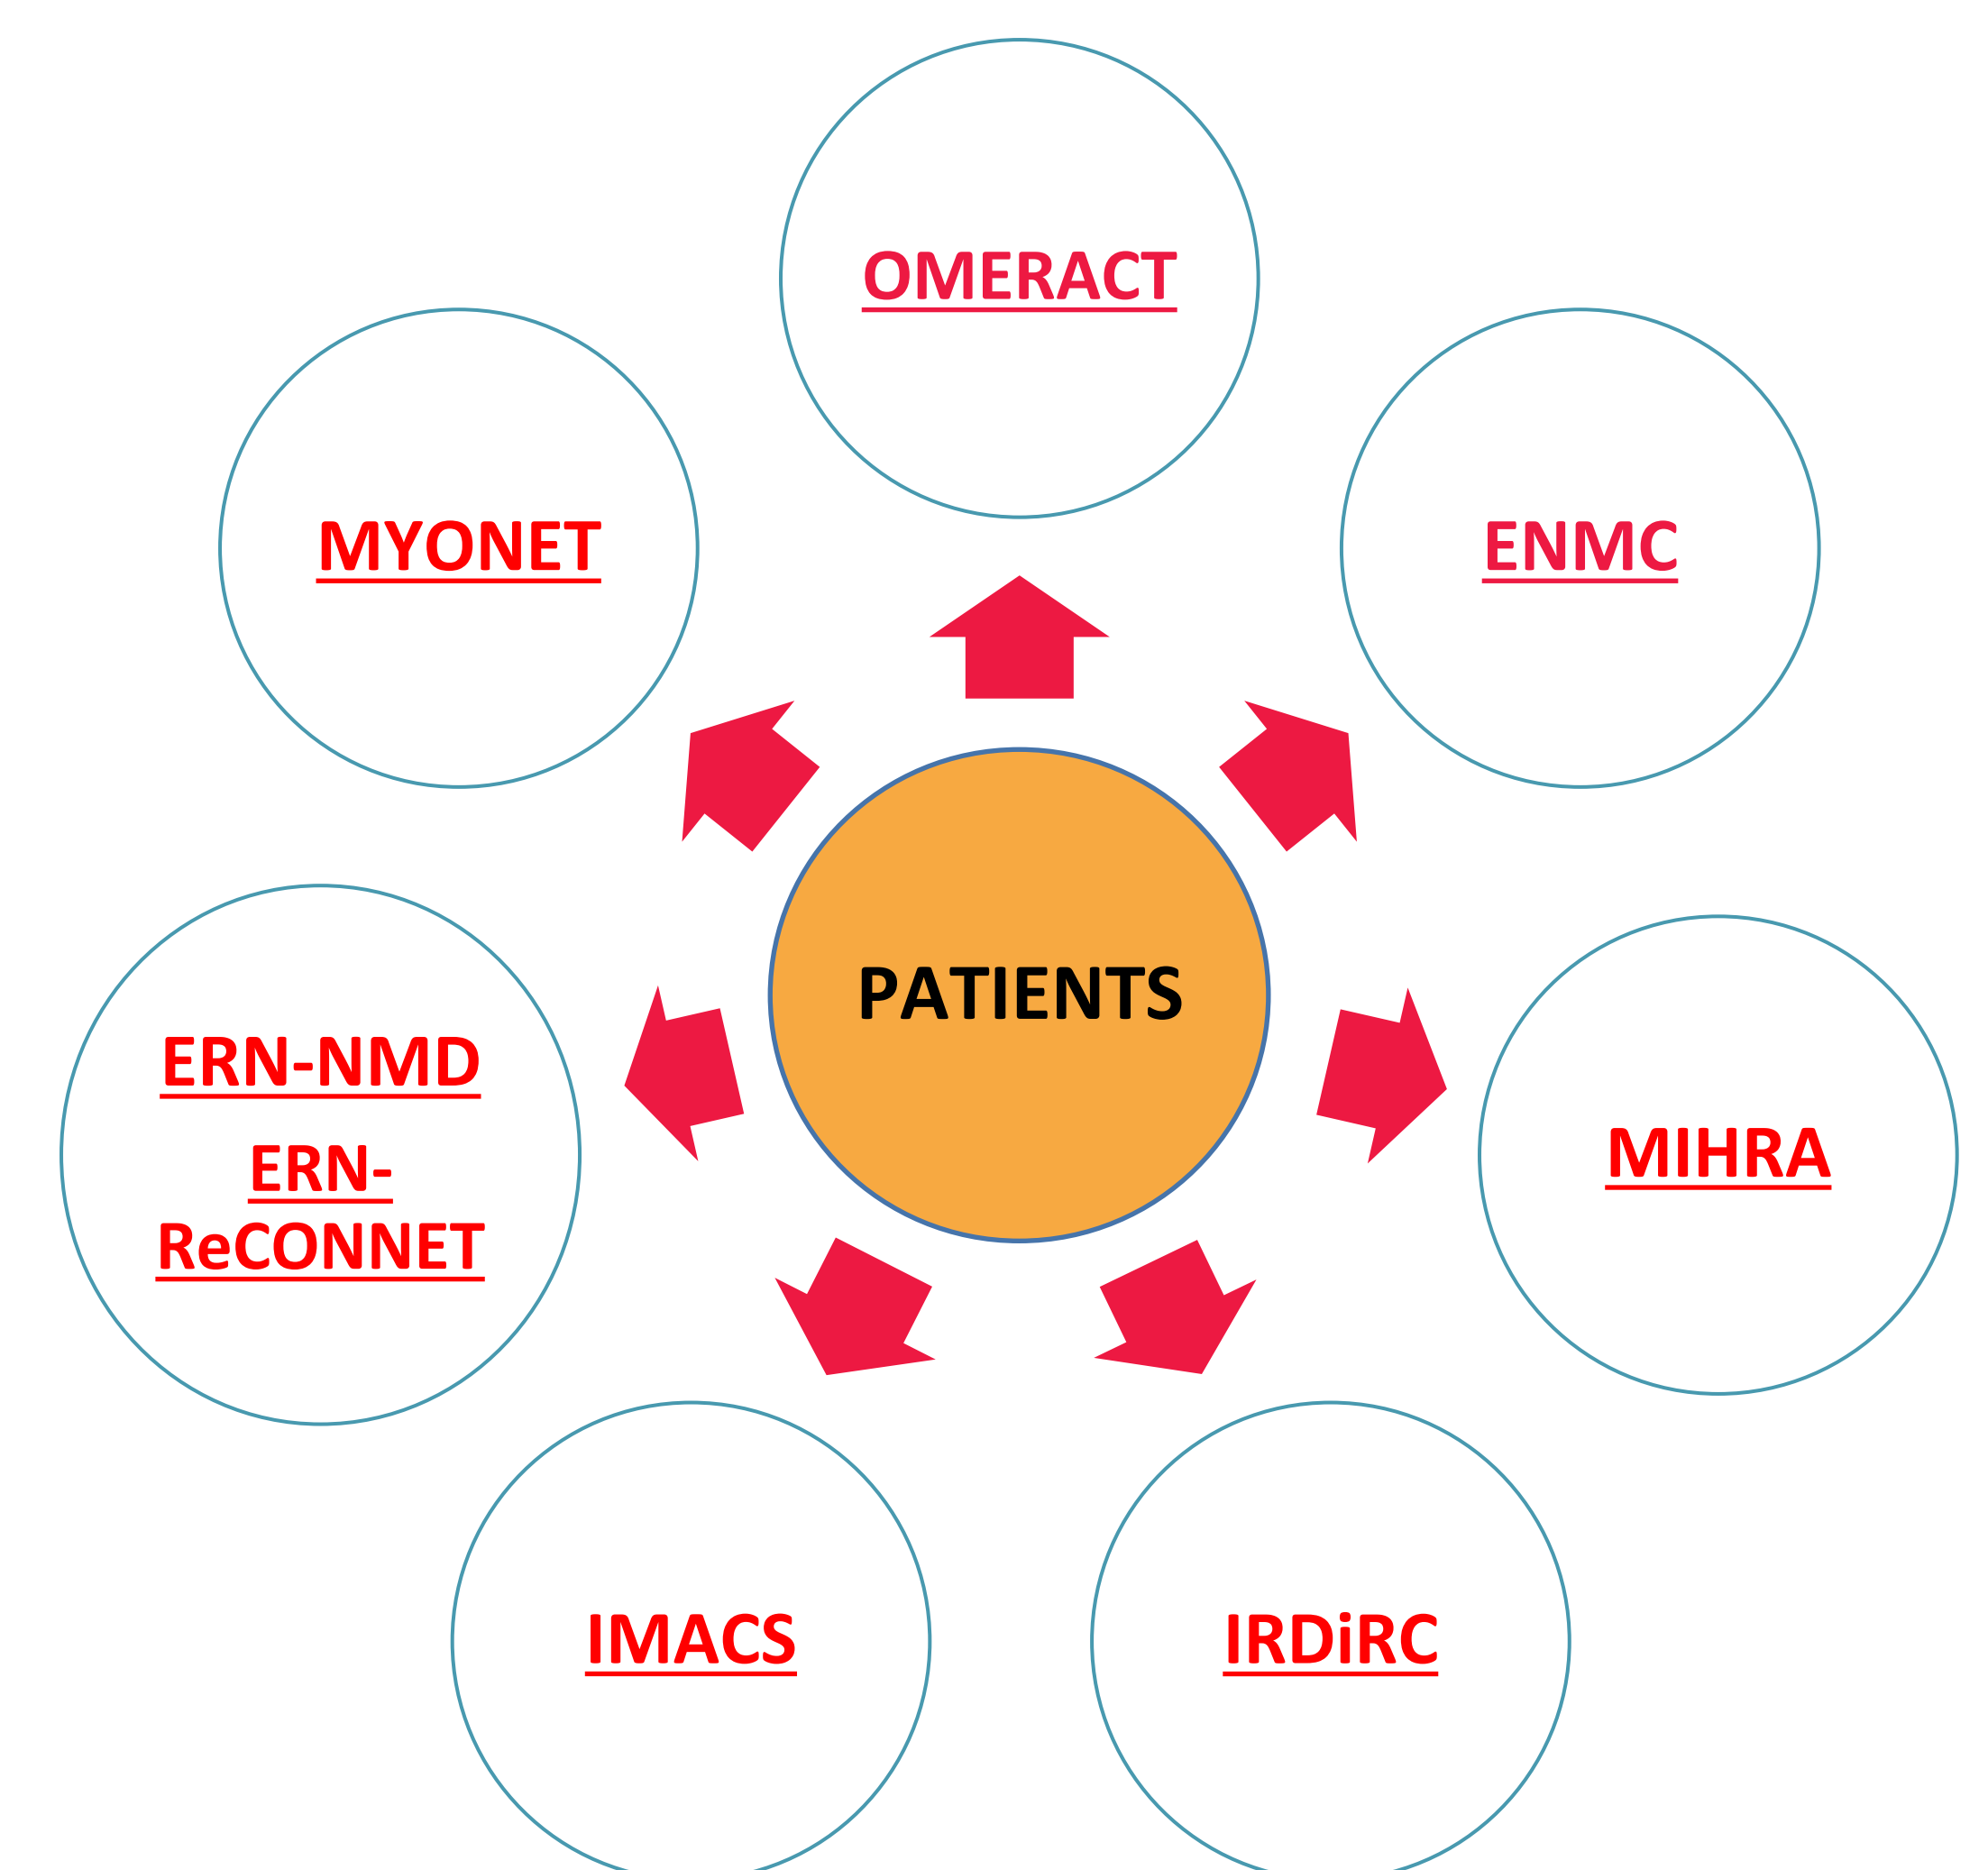 OMERACT
MYONET
ENMC
PATIENTS
ERN-NMD
ERN-
ReCONNET
MIHRA
IMACS
IRDiRC